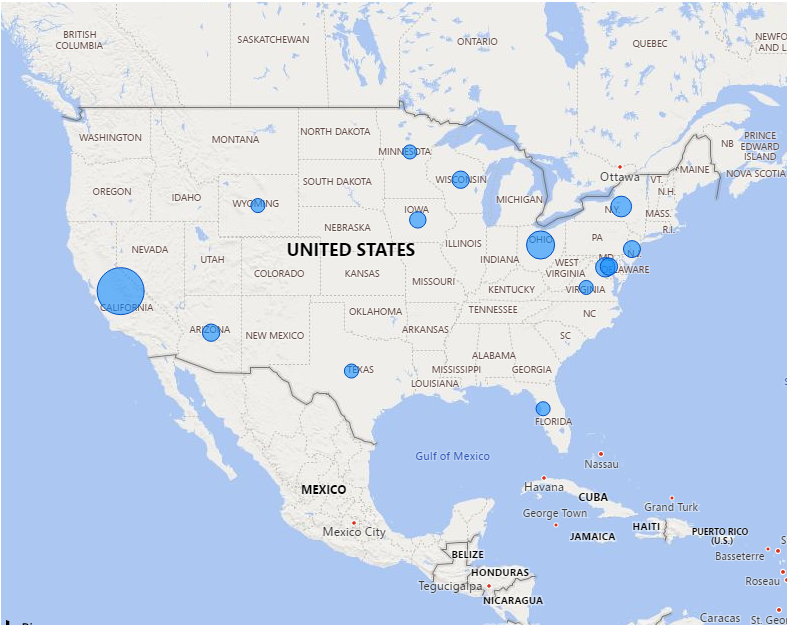 BRITISH
COLUMBIA
SASKATCHEWAN
ONTARIO
QUEBEC
NEWFO
AND L
WASHINGTON
MONTANA
NORTH DAKOTA
MINNESOTA
NB
PRINCE
EDWARD
ISLAND
Ottawa
MAINE
NOVA SCOTIA
OREGON
IDAHO
WYOMING
SOUTH DAKOTA
WISCONSIN
MICHIGAN
VT.
N.H.
N.Y.
MASS.
R.I.
IOWA
NEBRASKA
NEVADA
UTAH
UNITED STATES
ILLINOIS
INDIANA
OHIO
PA
N.J.
MD
DELAWARE
COLORADO
KANSAS
MISSOURI
WEST
VIRGINIA
KENTUCKY
VIRGINIA
CALIFORNIA
ARIZONA
NEW MEXICO
OKLAHOMA
ARKANSAS
TENNESSEE
NC
SC
TEXAS
LOUISIANA
MISSISSIPPI
ALABAMA
GEORGIA
FLORIDA
Gulf of Mexico
Nassau
MEXICO
Havana
CUBA
Grand Turk
George Town
HAITI
PUERTO RICO
(U.S.)
JAMAICA
Mexico City
Basseterre
BELIZE
HONDURAS
Roseau
Tegucigalpa
NICARAGUA
Caracas
St. Geo